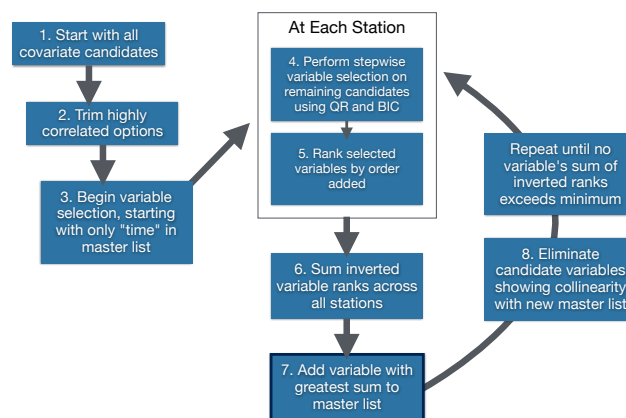 1. Start with all
covariate candidates
2. Trim highly
correlated options
3. Begin variable
selection, starting
with only "time" in
master list
At Each Station
4. Perform stepwise
variable selection on
remaining candidates
using QR and BIC
5. Rank selected
variables by order
added
6. Sum inverted
variable ranks across
all stations
7. Add variable with
greatest sum to
master list
8. Eliminate
candidate variables
showing collinearity
with new master list
Repeat until no
variable's sum of
inverted ranks
exceeds minimum